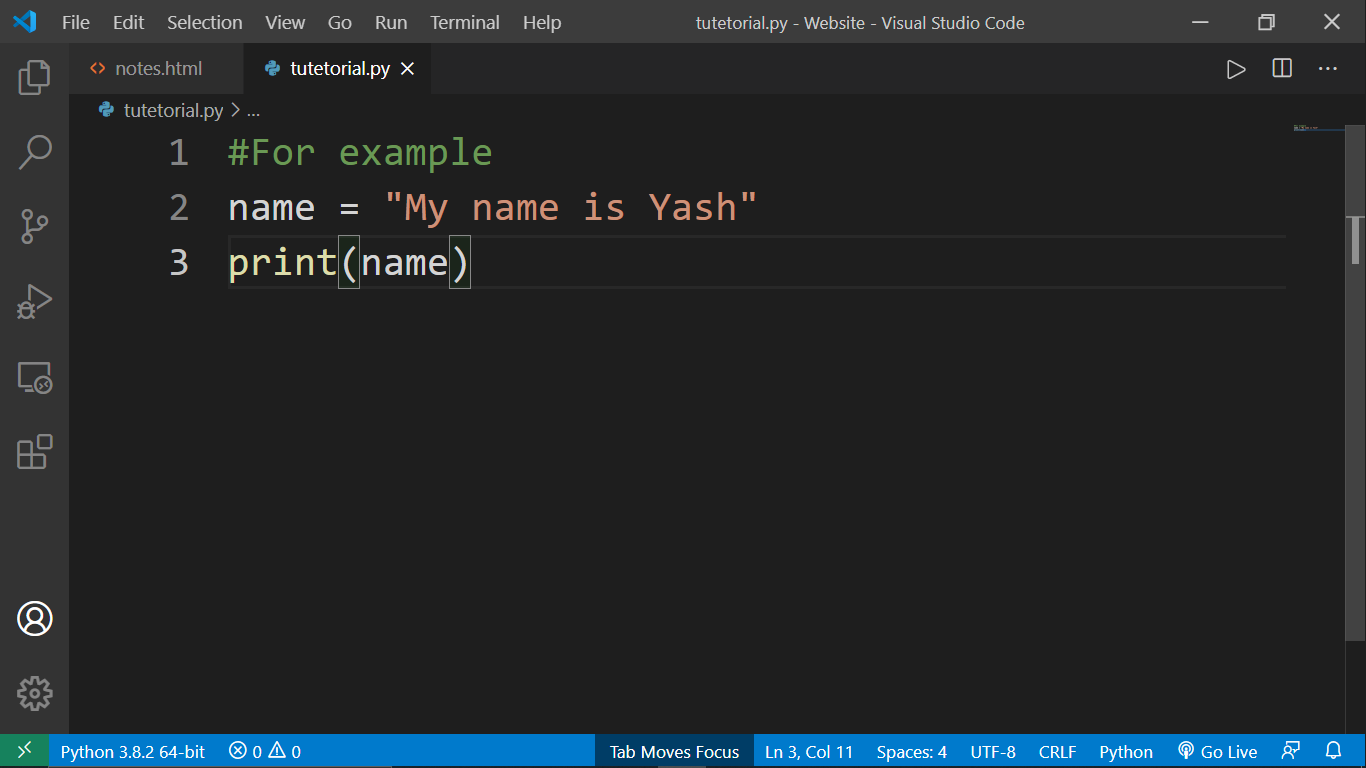 File Edit Selection View Go Run Terminal Help tutetorial.py - Website - Visual Studio Code
notes.html tutetorial.py
tutetorial.py > ...
1 #For example
2 name = "My name is Yash"
3 print(name)
Python 3.8.2 64-bit 0 0 Tab Moves Focus Ln 3, Col 11 Spaces: 4 UTF-8 CRLF Python Go Live